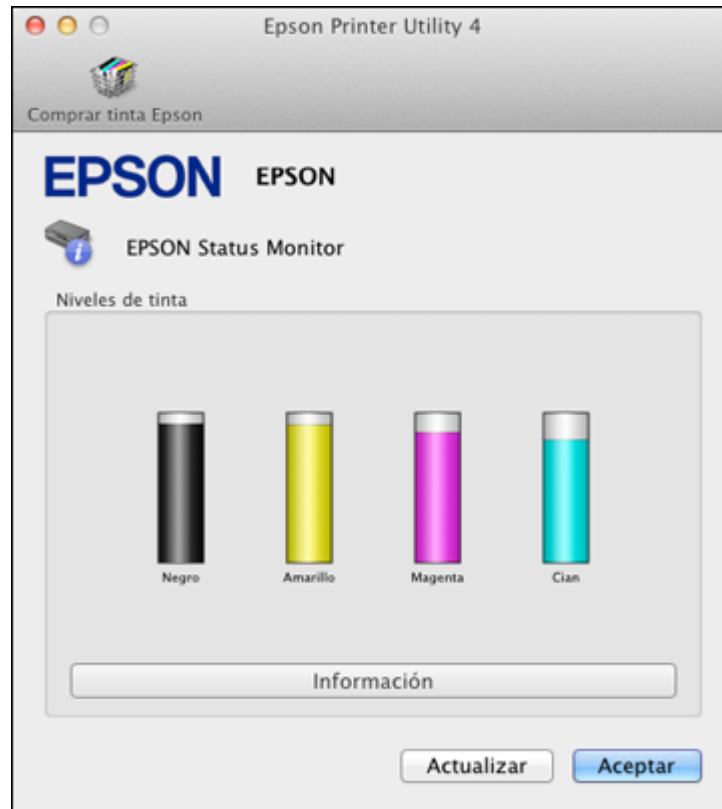 Epson Printer Utility 4
Comprar tinta Epson
EPSON EPSON
EPSON Status Monitor
Niveles de tinta
Negro Amarillo Magenta Cian
Información
Actualizar Aceptar